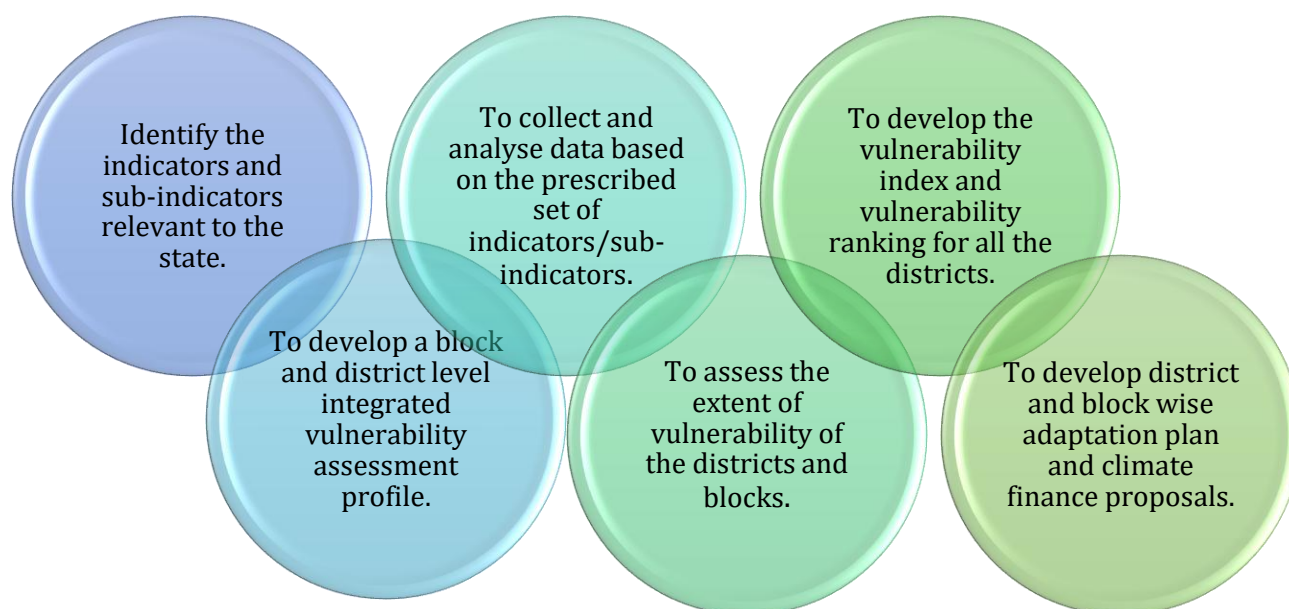 Identify the
indicators and
sub-indicators
relevant to the
state.
To develop a block
and district level
integrated
vulnerability
assessment
profile.
To collect and
analyse data based
on the prescribed
set of
indicators/sub-
indicators.
To assess the
extent of
vulnerability of
the districts and
blocks.
To develop the
vulnerability
index and
vulnerability
ranking for all the
districts.
To develop district
and block wise
adaptation plan
and climate
finance proposals.